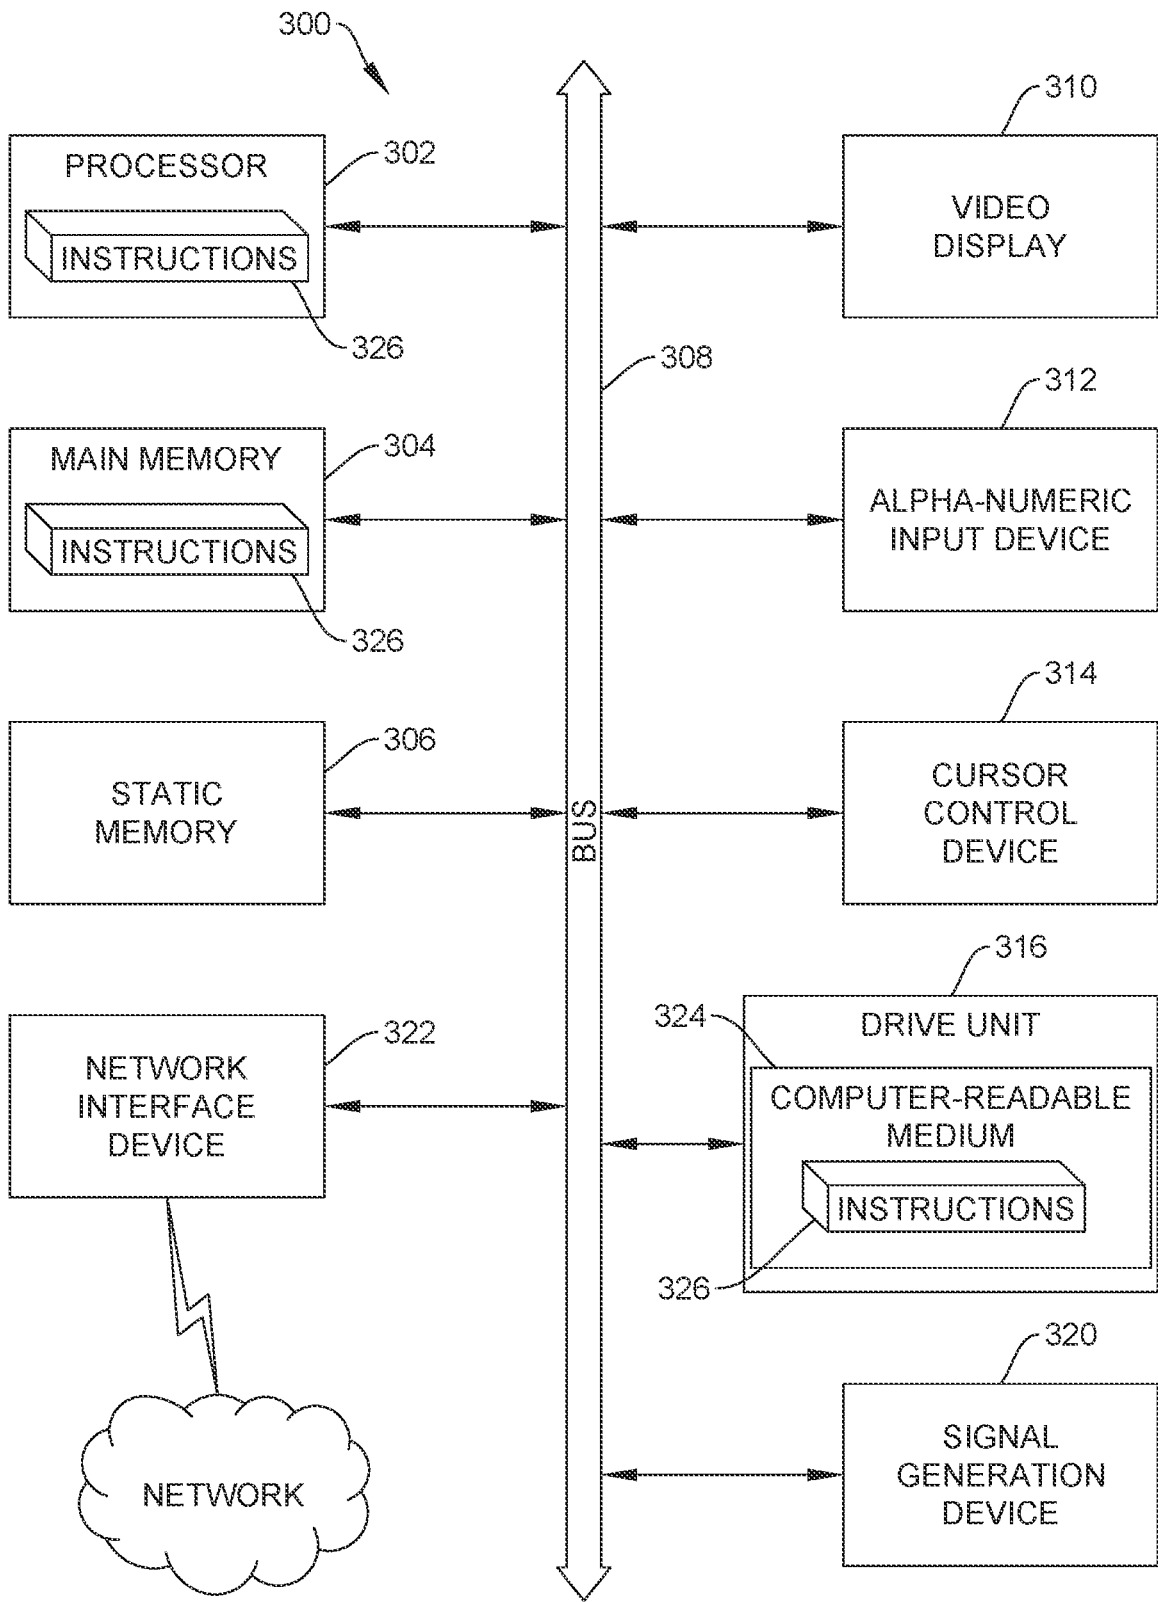 300
PROCESSOR
302
INSTRUCTIONS
326
MAIN MEMORY
304
INSTRUCTIONS
326
STATIC
MEMORY
306
NETWORK
INTERFACE
DEVICE
322
NETWORK
BUS
308
310
VIDEO
DISPLAY
312
ALPHA-NUMERIC
INPUT DEVICE
314
CURSOR
CONTROL
DEVICE
316
DRIVE UNIT
324
COMPUTER-READABLE
MEDIUM
INSTRUCTIONS
326
320
SIGNAL
GENERATION
DEVICE